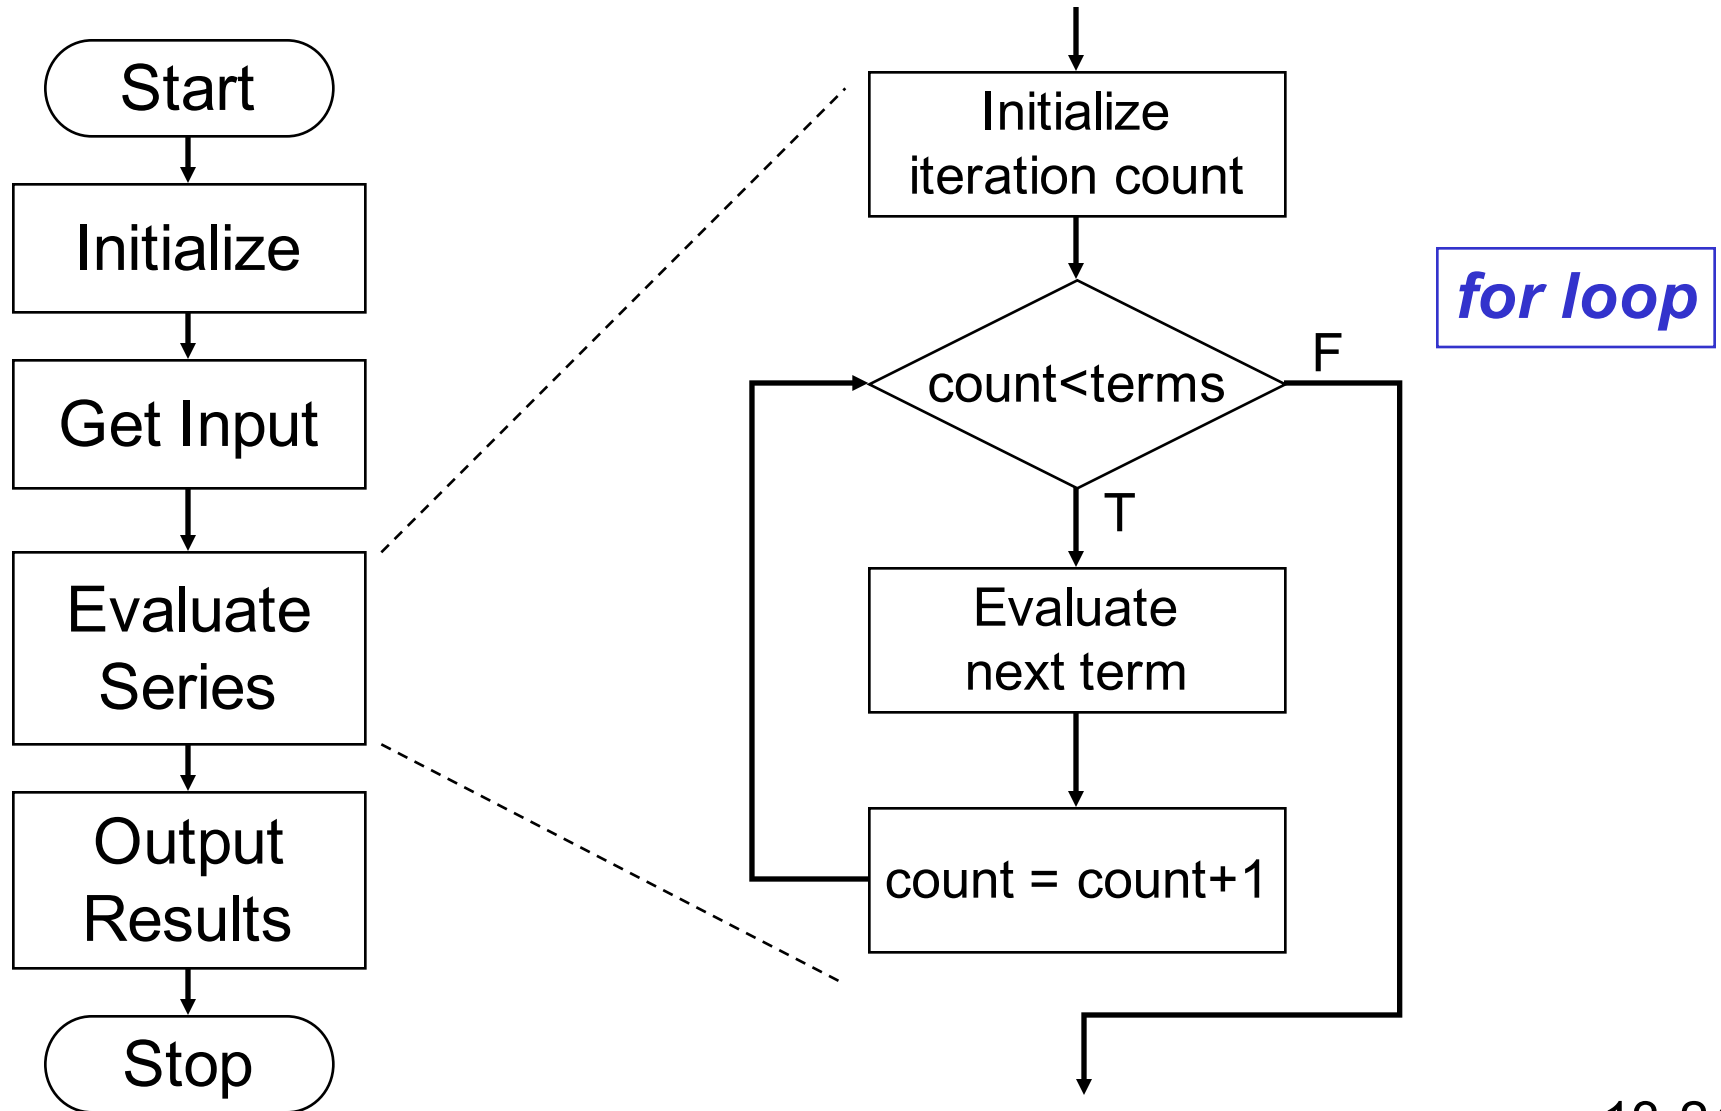 Start
Initialize
Get Input
Evaluate
Series
Output
Results
Stop
Initialize
iteration count
count<terms
F
T
Evaluate
next term
count = count+1
for loop